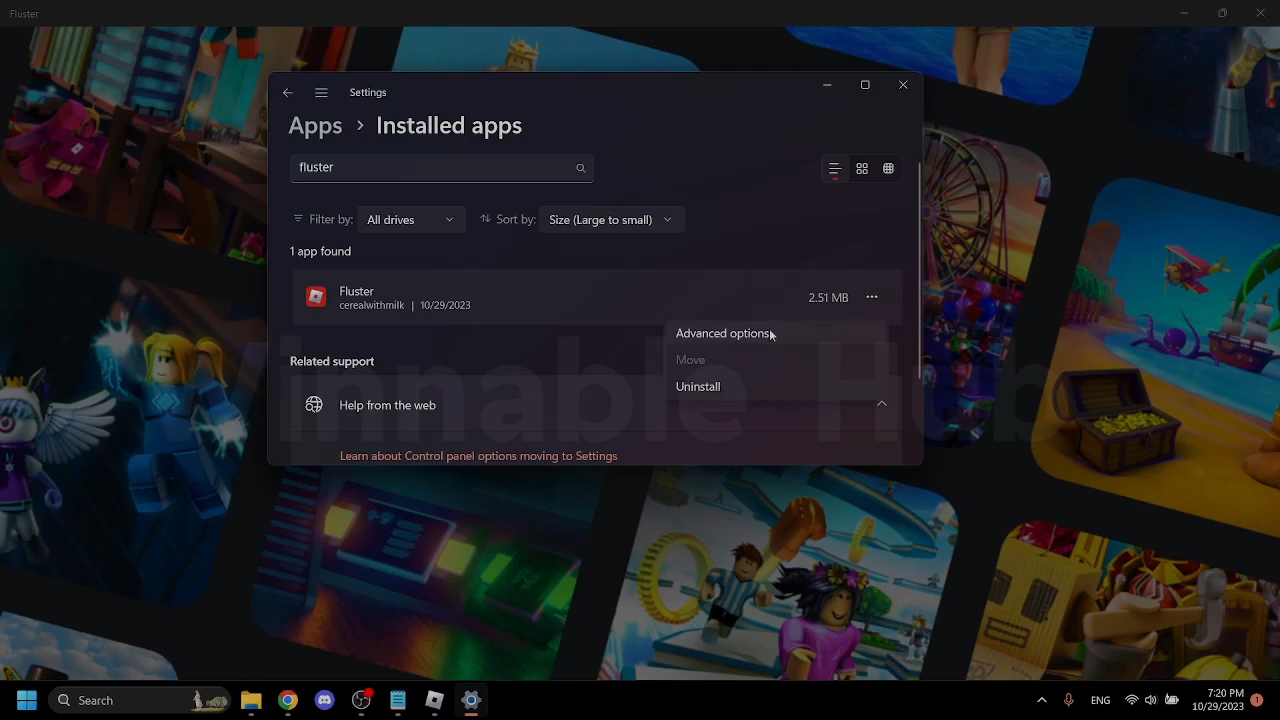 Fluster
Settings
Apps > Installed apps
fluster
Filter by: All drives
Sort by: Size (Large to small)
1 app found
Fluster
cerealwithmilk | 10/29/2023
2.51 MB
Advanced options
Move
Uninstall
Related support
Help from the web
Learn about Control panel options moving to Settings
Search
ENG
7:20 PM
10/29/2023
1